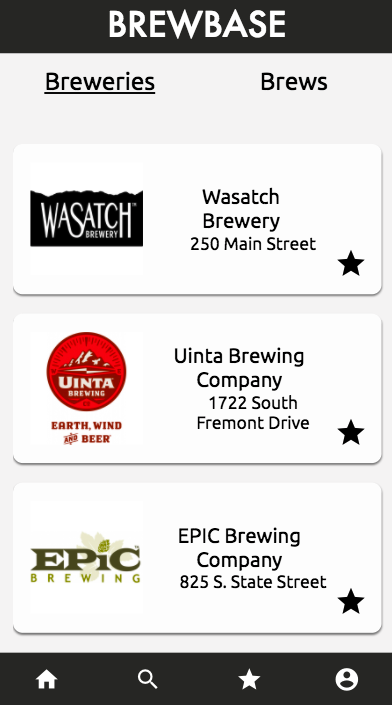 BREWBASE
Breweries Brews
WASATCH™
BREWERY
Wasatch
Brewery
250 Main Street
UINTA
BREWING
EARTH, WIND
AND BEER
Uinta Brewing
Company
1722 South
Fremont Drive
EPIC
BREWING
EPIC Brewing
Company
825 S. State Street